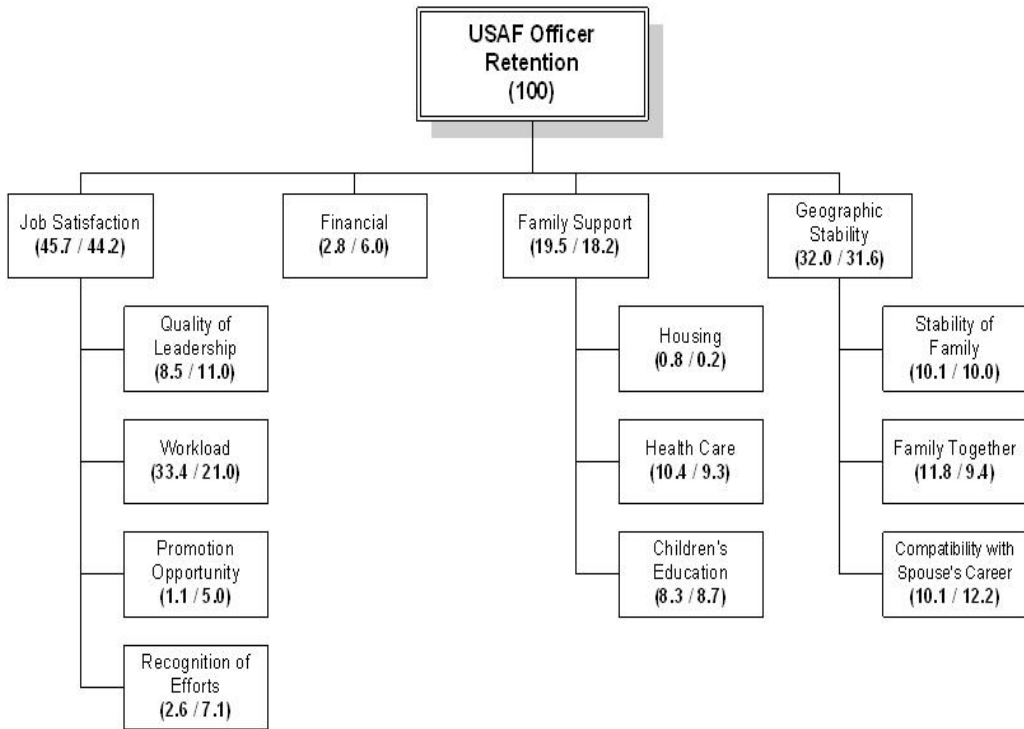 USAF Officer
Retention
(100)
Job Satisfaction
(45.7 / 44.2)
Financial
(2.8 / 6.0)
Family Support
(19.5 / 18.2)
Geographic
Stability
(32.0 / 31.6)
Quality of
Leadership
(8.5 / 11.0)
Workload
(33.4 / 21.0)
Promotion
Opportunity
(1.1 / 5.0)
Recognition of
Efforts
(2.6 / 7.1)
Housing
(0.8 / 0.2)
Health Care
(10.4 / 9.3)
Children's
Education
(8.3 / 8.7)
Stability of
Family
(10.1 / 10.0)
Family Together
(11.8 / 9.4)
Compatibility with
Spouse's Career
(10.1 / 12.2)